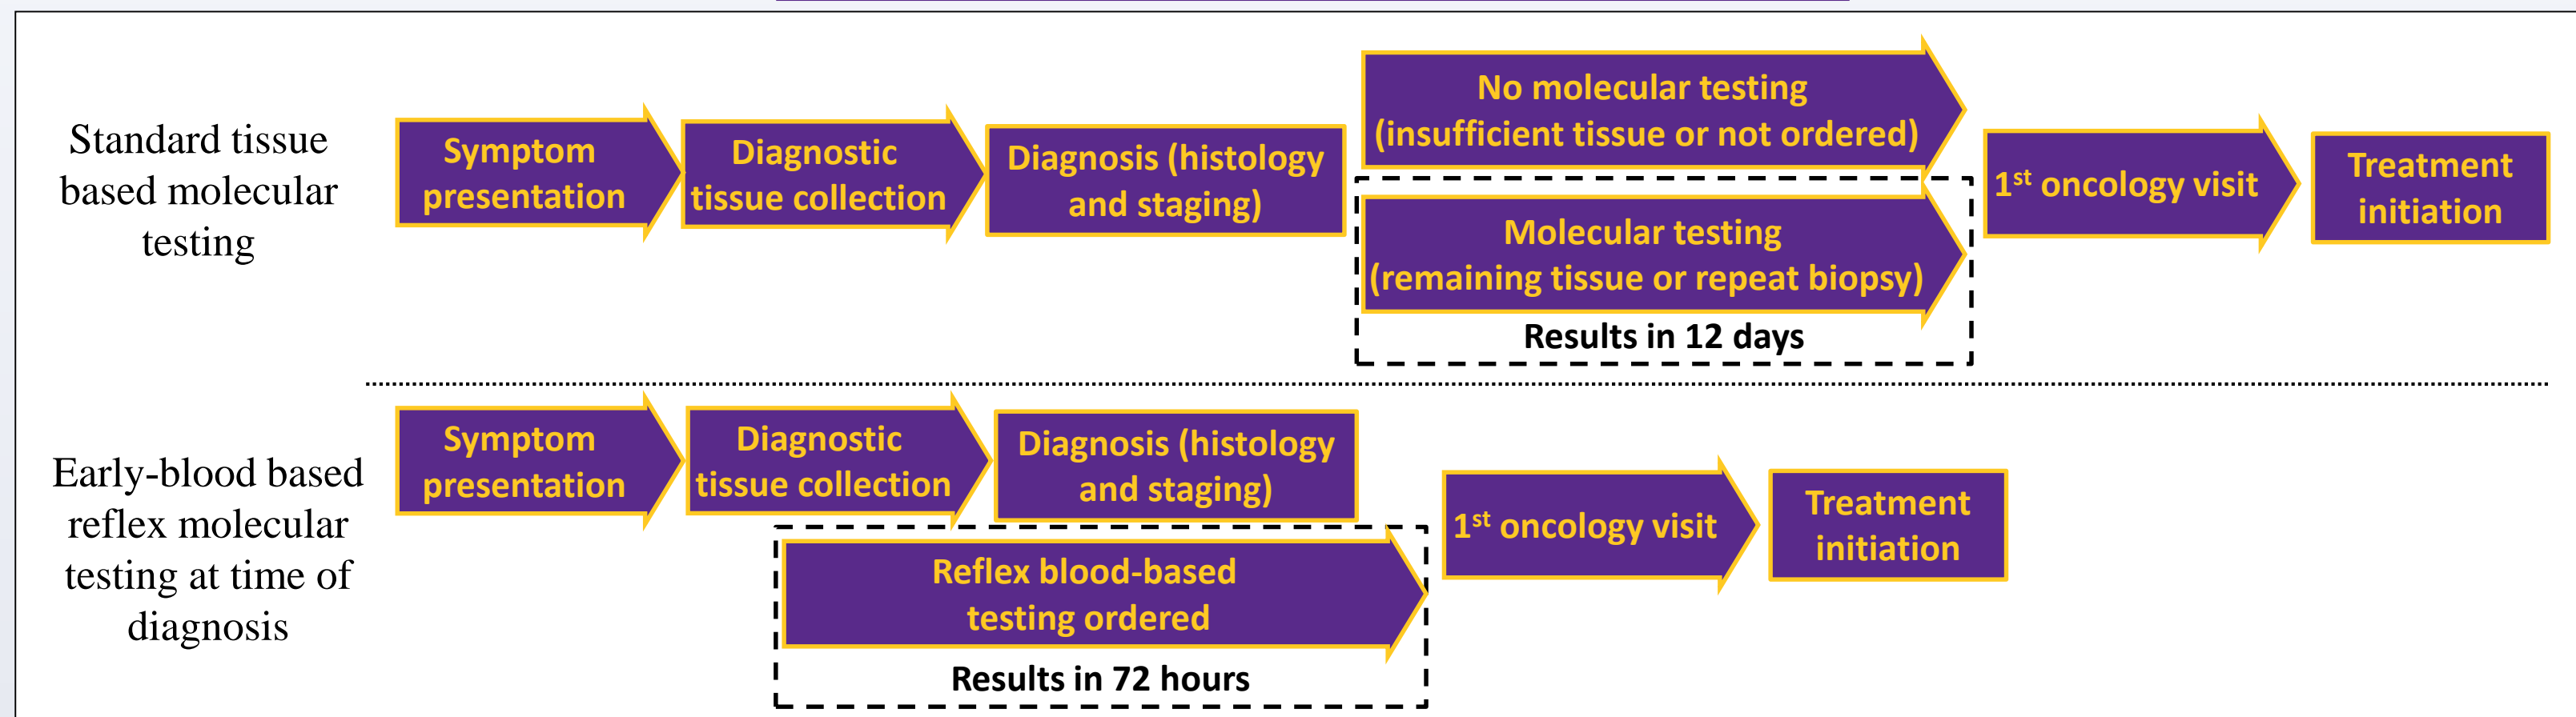 Standard tissue
based molecular
testing
Symptom
presentation
Diagnostic
tissue collection
Diagnosis (histology
and staging)
No molecular testing
(insufficient tissue or not ordered)
Molecular testing
(remaining tissue or repeat biopsy)
Results in 12 days
1st oncology visit
Treatment
initiation
Early-blood based
reflex molecular
testing at time of
diagnosis
Symptom
presentation
Diagnostic
tissue collection
Diagnosis (histology
and staging)
Reflex blood-based
testing ordered
Results in 72 hours
1st oncology visit
Treatment
initiation